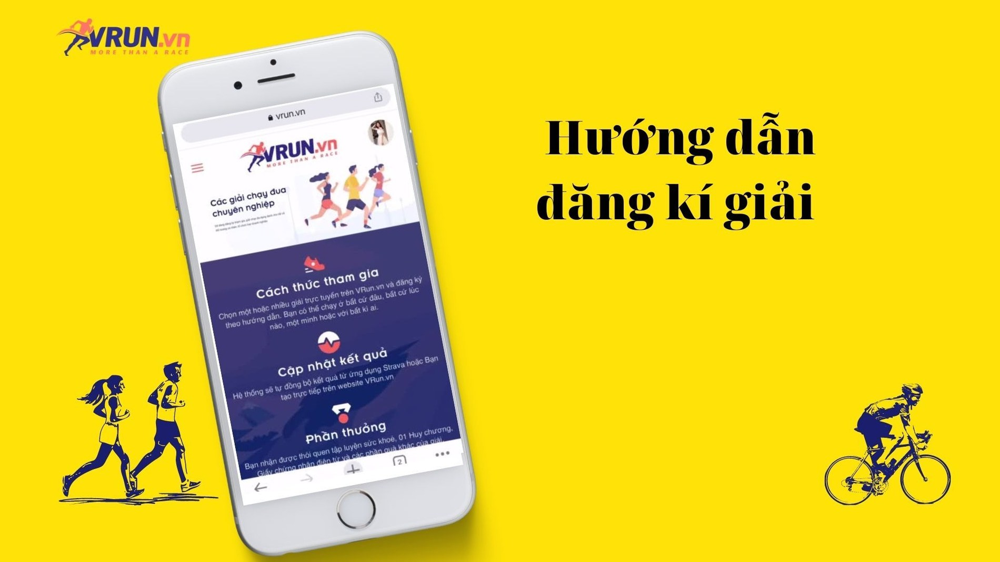 VRUN.vn
MORE THAN A RACE
vrun.vn
VRUN.vn
MORE THAN A RACE
Các giải chạy đua
chuyên nghiệp
Cách thức tham gia
Chọn một hoặc nhiều giải trực tuyến trên VRun.vn và đăng ký
theo hướng dẫn. Bạn có thể chạy ở bất cứ đâu, bất cứ lúc
nào, một mình hoặc với bất kì ai.
Cập nhật kết quả
Hệ thống sẽ tự đồng bộ kết quả từ ứng dụng Strava hoặc Bạn
tạo trực tiếp trên website VRun.vn
Phần thưởng
Bạn nhận được thói quen tập luyện sức khoẻ, 01 Huy chương,
Giấy chứng nhận điện tử và các phần quà khác của giải.
2
Hướng dẫn
đăng kí giải